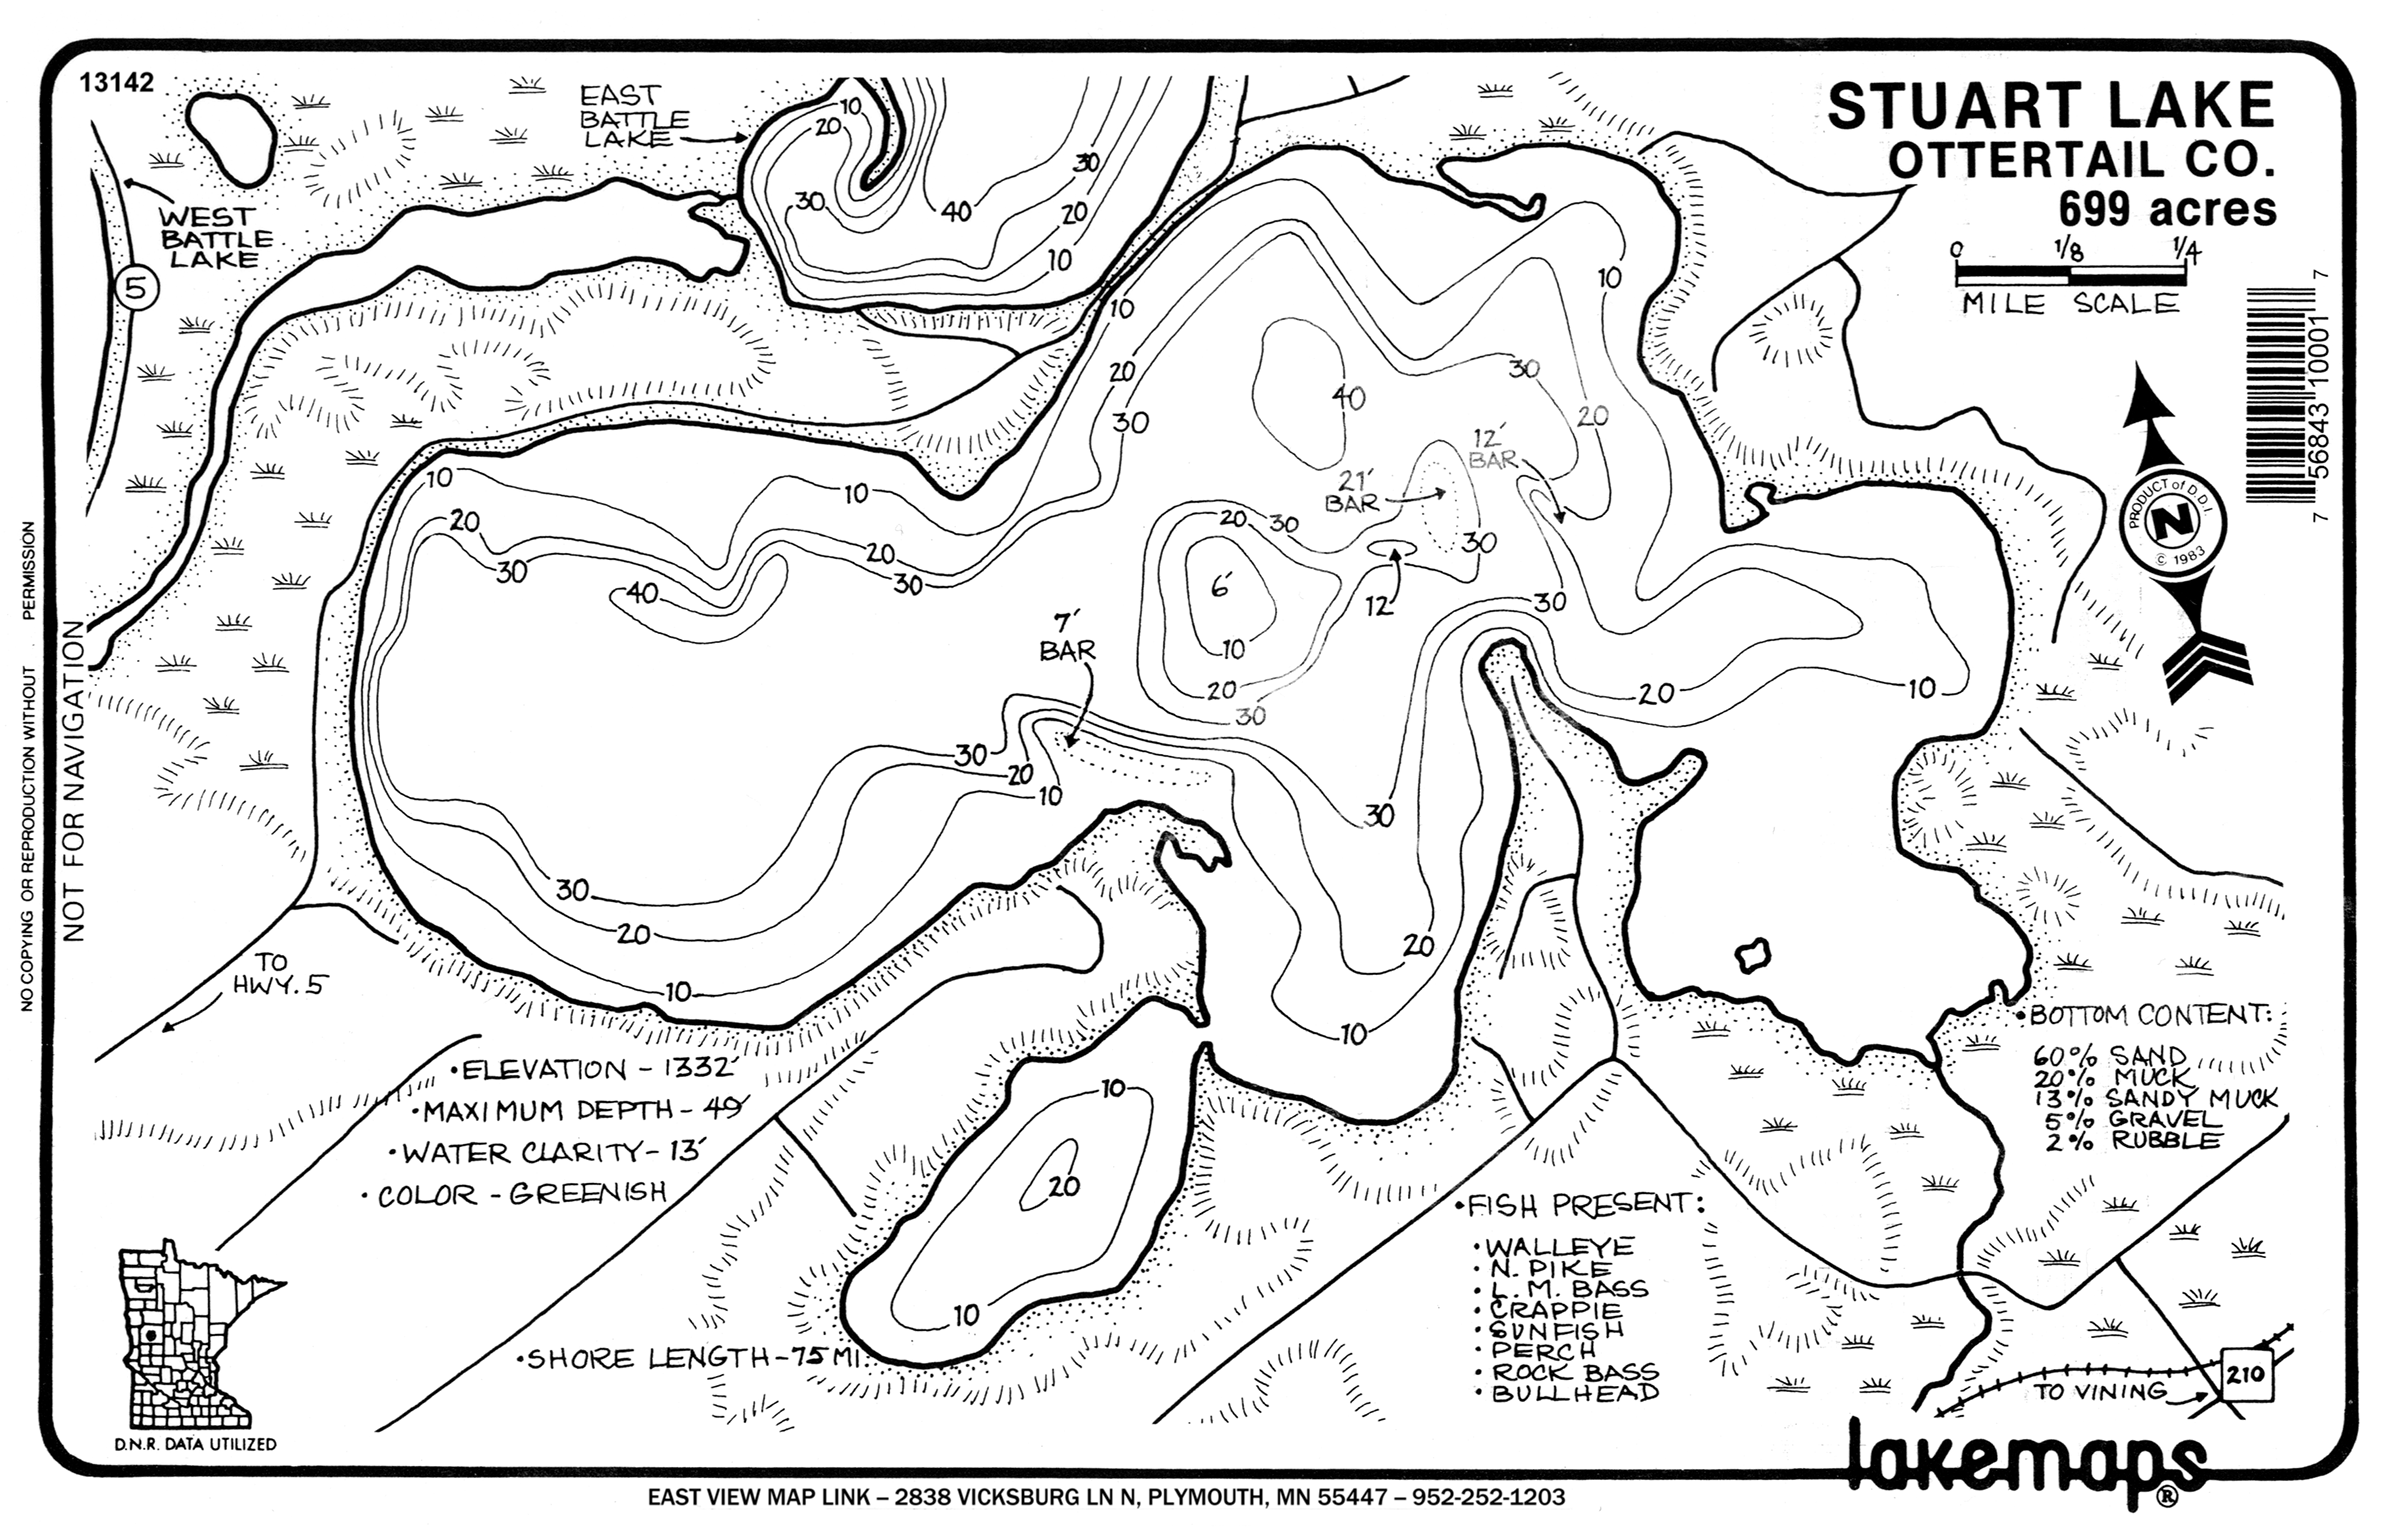 13142
STUART LAKE
OTTERTAIL CO.
699 acres
0 1/8 1/4
MILE SCALE
EAST
BATTLE
LAKE
WEST
BATTLE
LAKE
5
10
20
30
40
30
20
10
10
20
30
40
30
10
20
12'
BAR
21'
BAR
30
12
20
30
6'
10
20
30
10
20
30
40
10
20
30
7'
BAR
30
20
10
30
20
10
30
20
10
30
20
10
10
20
10
PRODUCT of D.D.I.
N
© 1983
7 56843 10001 7
NO COPYING OR REPRODUCTION WITHOUT PERMISSION
NOT FOR NAVIGATION
TO
HWY. 5
•ELEVATION - 1332'
•MAXIMUM DEPTH - 49'
•WATER CLARITY - 13'
•COLOR - GREENISH
•SHORE LENGTH - 7.5 MI.
•BOTTOM CONTENT:
60% SAND
20% MUCK
13% SANDY MUCK
5% GRAVEL
2% RUBBLE
•FISH PRESENT:
•WALLEYE
•N. PIKE
•L.M. BASS
•CRAPPIE
•SUNFISH
•PERCH
•ROCK BASS
•BULLHEAD
TO VINING
210
D.N.R. DATA UTILIZED
lakemaps®
EAST VIEW MAP LINK – 2838 VICKSBURG LN N, PLYMOUTH, MN 55447 – 952-252-1203